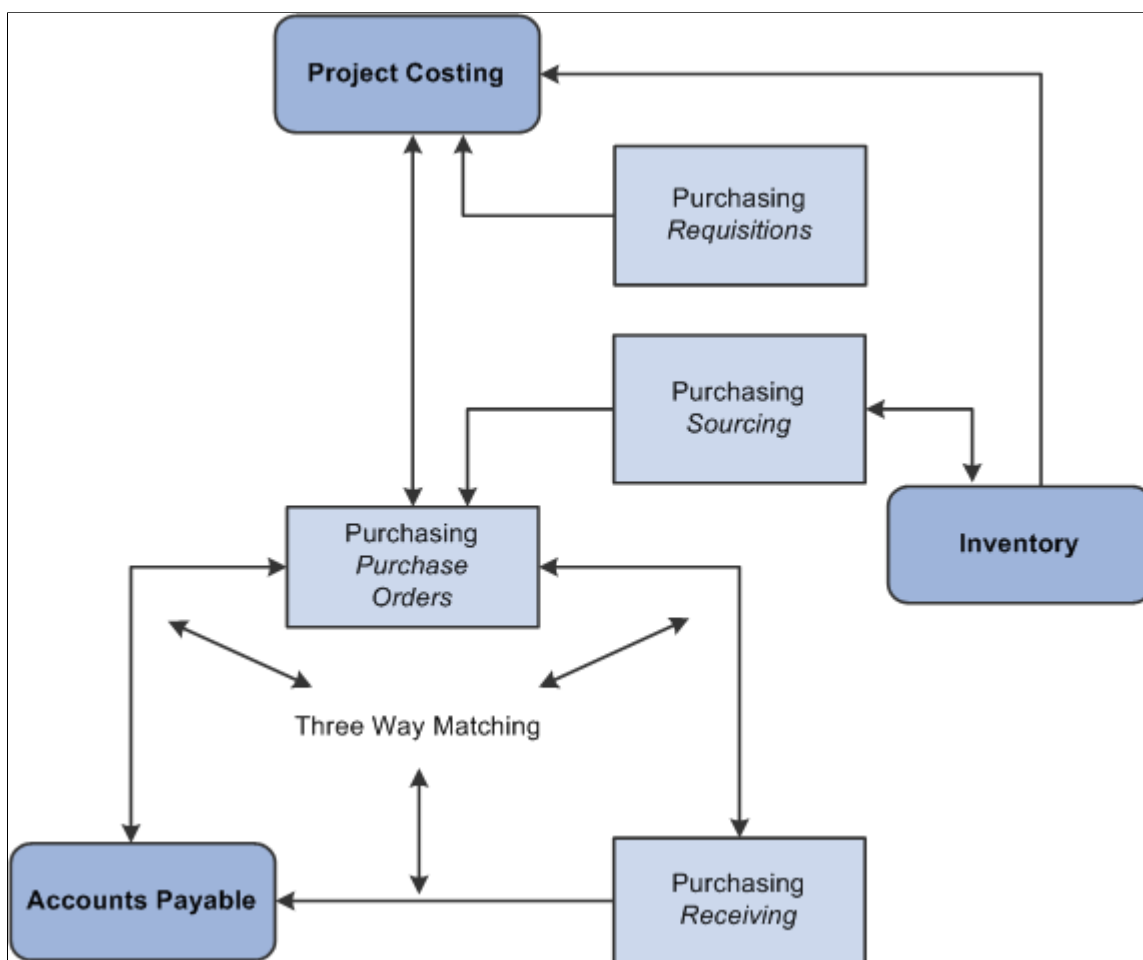 Project Costing
Purchasing
Requisitions
Purchasing
Sourcing
Purchasing
Purchase
Orders
Inventory
Three Way Matching
Accounts Payable
Purchasing
Receiving